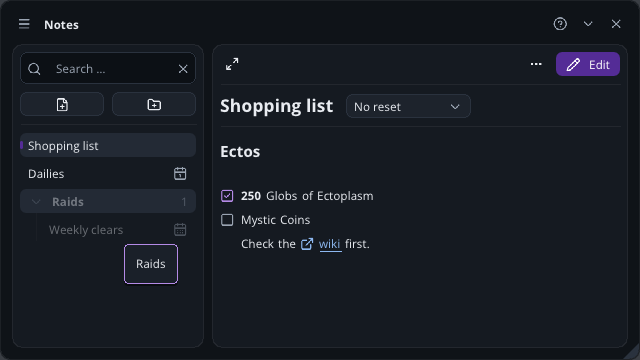 Notes
Search ...
Edit
Shopping list
No reset
Shopping list
Dailies
Raids 1
Weekly clears
Raids
Ectos
250 Globs of Ectoplasm
Mystic Coins
Check the wiki first.